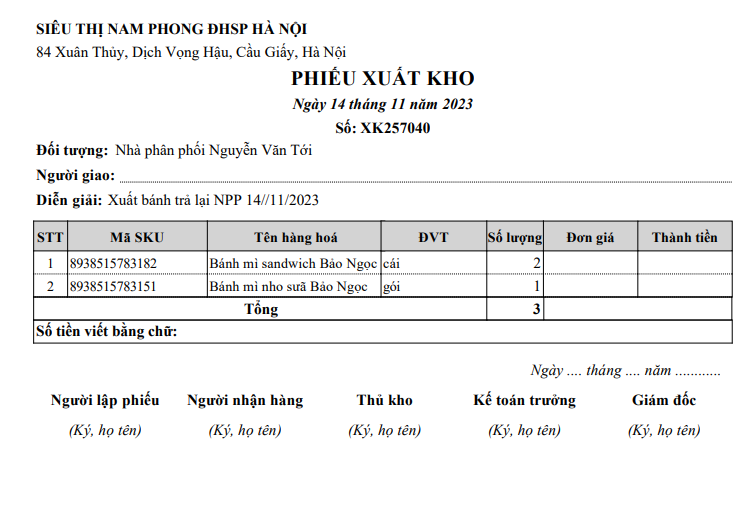 SIÊU THỊ NAM PHONG ĐHSP HÀ NỘI
84 Xuân Thủy, Dịch Vọng Hậu, Cầu Giấy, Hà Nội
PHIẾU XUẤT KHO
Ngày 14 tháng 11 năm 2023
Số: XK257040
Đối tượng: Nhà phân phối Nguyễn Văn Tới
Người giao:
Diễn giải: Xuất bánh trả lại NPP 14//11/2023
STT Mã SKU Tên hàng hoá ĐVT Số lượng Đơn giá Thành tiền
1 8938515783182 Bánh mì sandwich Bảo Ngọc cái 2
2 8938515783151 Bánh mì nho sưã Bảo Ngọc gói 1
Tổng 3
Số tiền viết bằng chữ:
Ngày .... tháng .... năm ............
Người lập phiếu Người nhận hàng Thủ kho Kế toán trưởng Giám đốc
(Ký, họ tên) (Ký, họ tên) (Ký, họ tên) (Ký, họ tên) (Ký, họ tên)